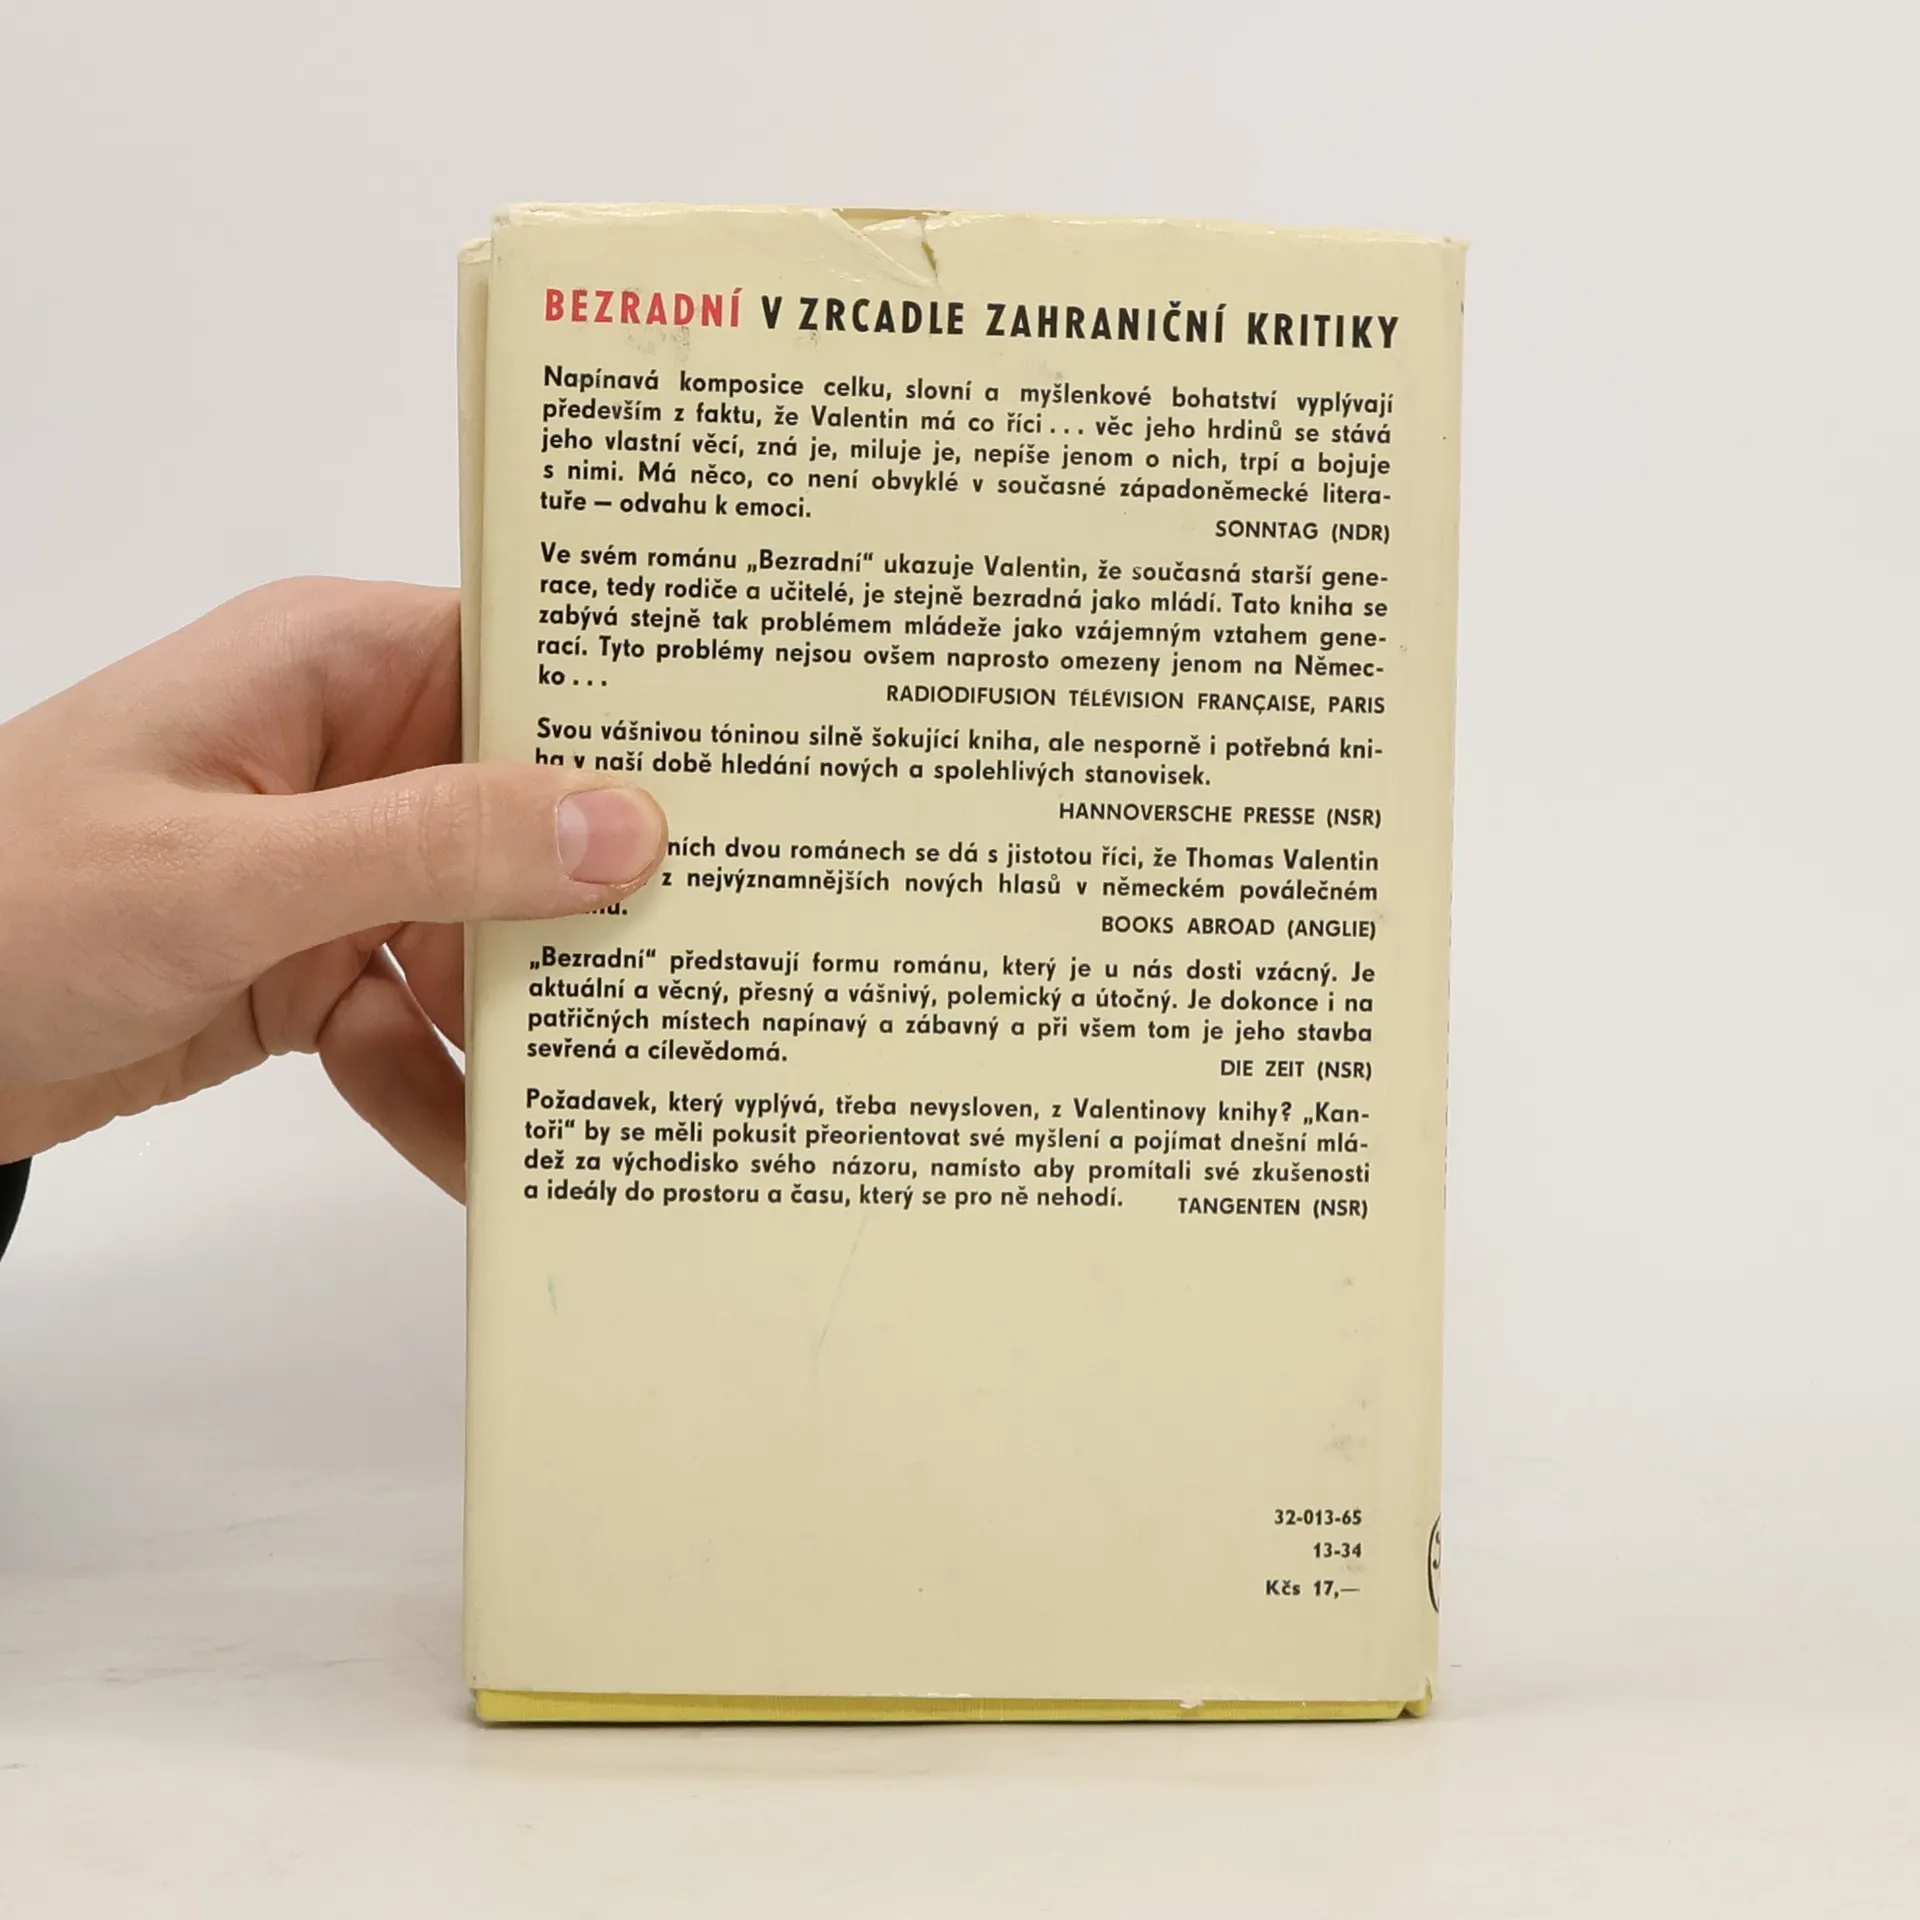 BEZRADNÍ V ZRCADLE ZAHRANIČNÍ KRITIKY
Napínavá komposice celku, slovní a myšlenkové bohatství vyplývají
především z faktu, že Valentin má co říci... věc jeho hrdinů se stává
jeho vlastní věcí, zná je, miluje je, nepíše jenom o nich, trpí a bojuje
s nimi. Má něco, co není obvyklé v současné západoněmecké litera-
tuře — odvahu k emoci.
SONNTAG (NDR)
Ve svém románu „Bezradní“ ukazuje Valentin, že současná starší gene-
race, tedy rodiče a učitelé, je stejně bezradná jako mládí. Tato kniha se
zabývá stejně tak problémem mládeže jako vzájemným vztahem gene-
rací. Tyto problémy nejsou ovšem naprosto omezeny jenom na Němec-
ko...
RADIODIFUSION TÉLÉVISION FRANÇAISE, PARIS
Svou vášnivou tóninou silně šokující kniha, ale nesporně i potřebná kni-
ha v naší době hledání nových a spolehlivých stanovisek.
HANNOVERSCHE PRESSE (NSR)
ních dvou románech se dá s jistotou říci, že Thomas Valentin
z nejvýznamnějších nových hlasů v německém poválečném
BOOKS ABROAD (ANGLIE)
„Bezradní“ představují formu románu, který je u nás dosti vzácný. Je
aktuální a věcný, přesný a vášnivý, polemický a útočný. Je dokonce i na
patřičných místech napínavý a zábavný a při všem tom je jeho stavba
sevřená a cílevědomá.
DIE ZEIT (NSR)
Požadavek, který vyplývá, třeba nevysloven, z Valentinovy knihy? „Kan-
toři“ by se měli pokusit přeorientovat své myšlení a pojímat dnešní mlá-
dež za východisko svého názoru, namísto aby promítali své zkušenosti
a ideály do prostoru a času, který se pro ně nehodí.
TANGENTEN (NSR)
32-013-65
13-34
Kčs 17,—